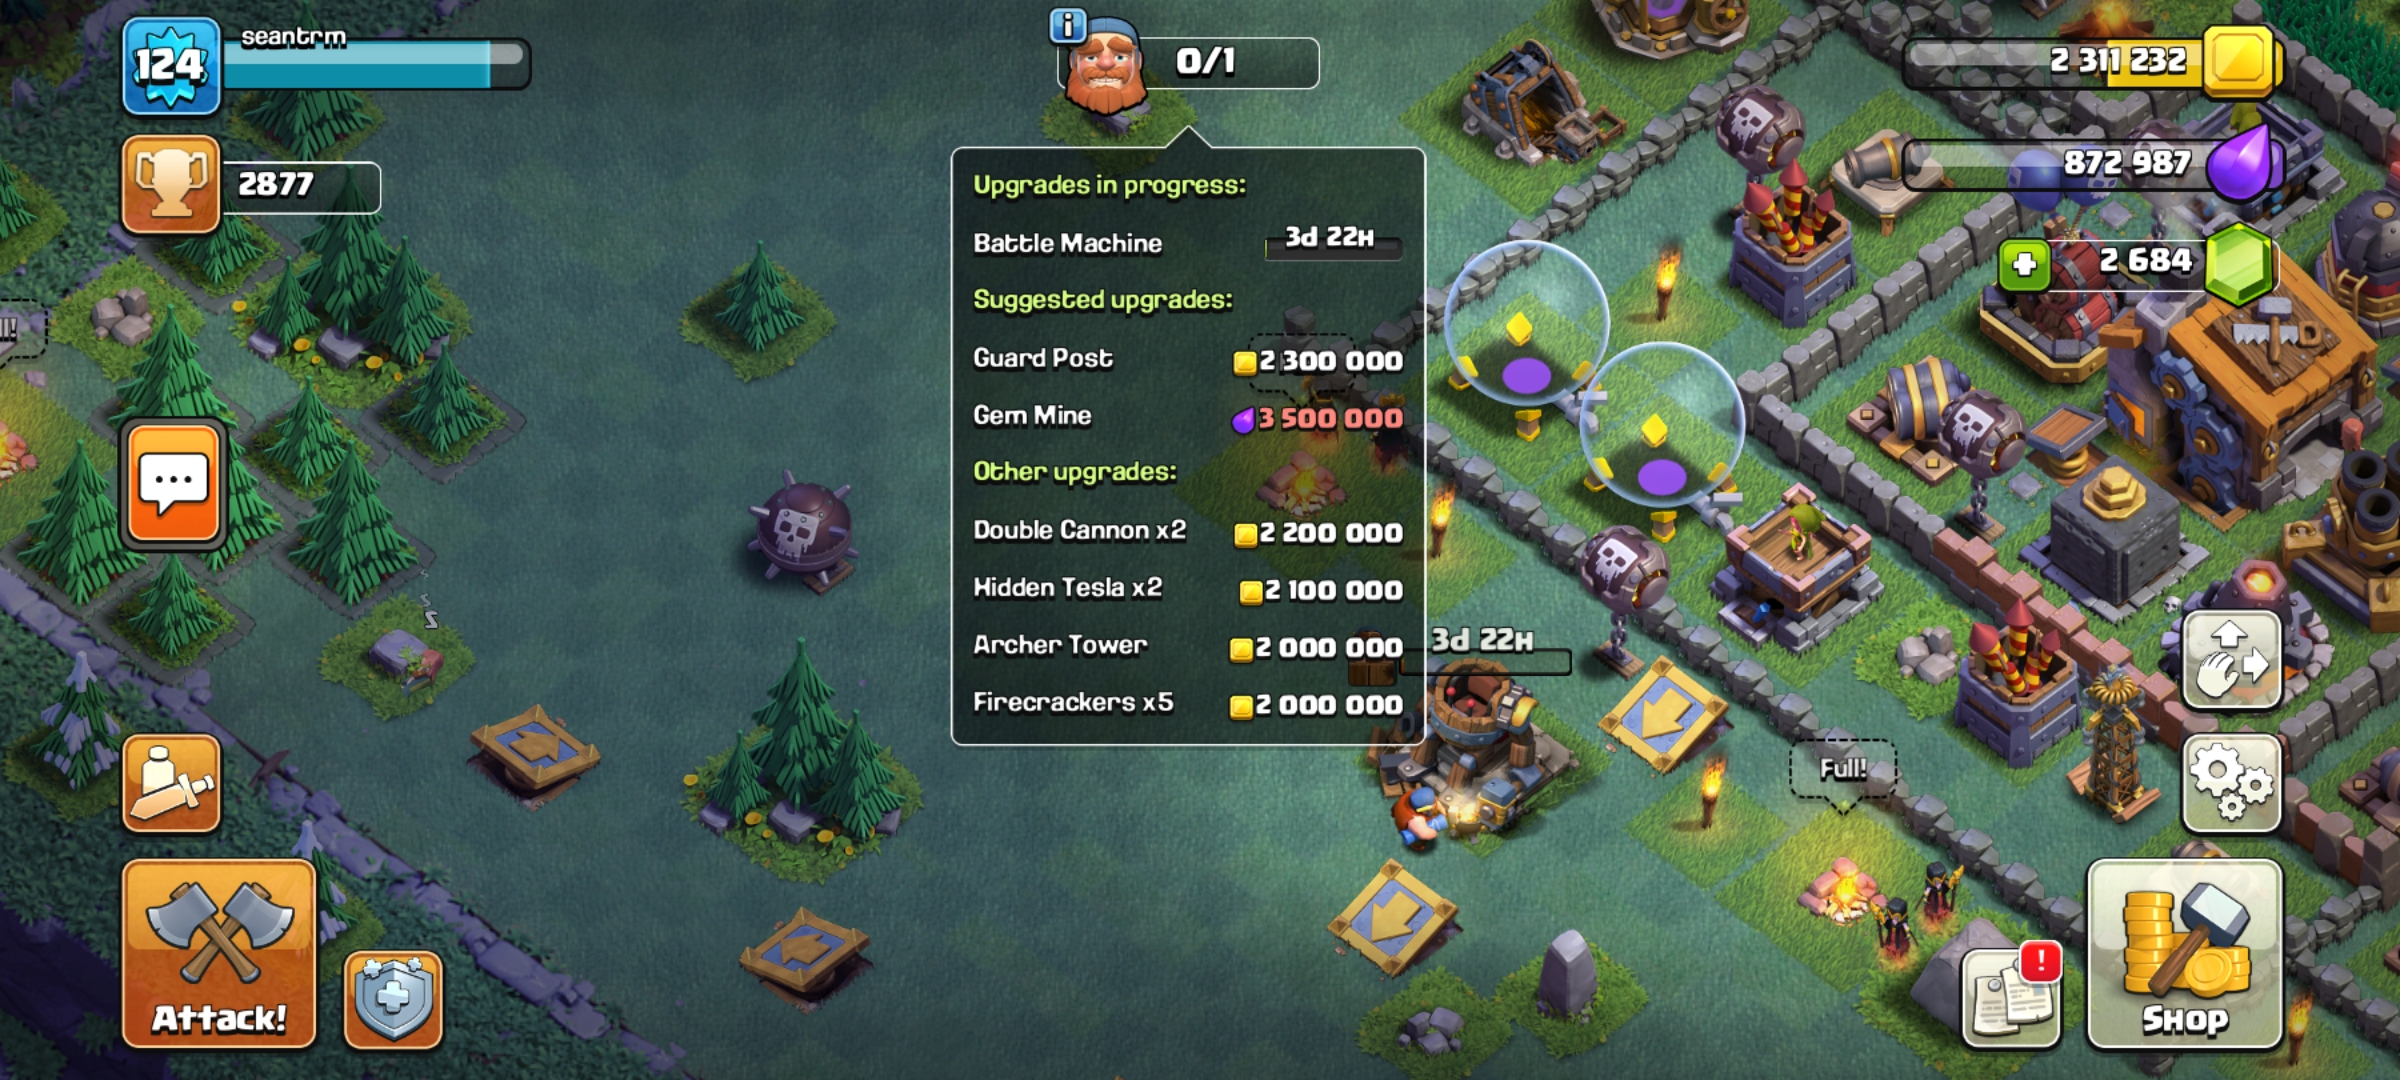 124
seantrm
2877
i
0/1
2 311 232
872 987
2 684
Upgrades in progress:
Battle Machine 3d 22H
Suggested upgrades:
Guard Post 2 300 000
Gem Mine 3 500 000
Other upgrades:
Double Cannon x2 2 200 000
Hidden Tesla x2 2 100 000
Archer Tower 2 000 000
Firecrackers x5 2 000 000
3d 22H
Full!
Attack!
!
Shop